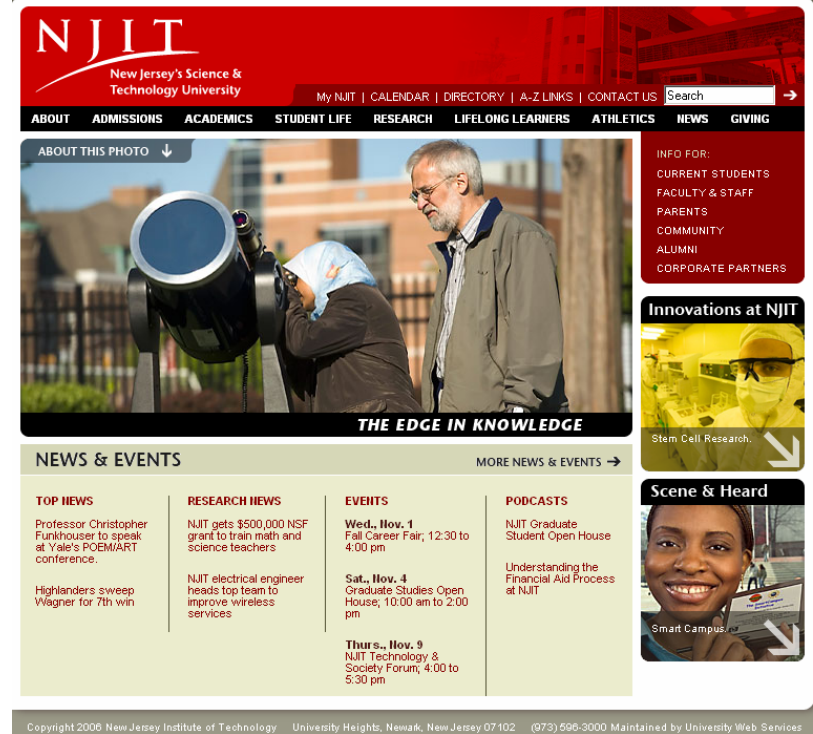 NJIT
New Jersey's Science &
Technology University
My NJIT | CALENDAR | DIRECTORY | A-Z LINKS | CONTACT US Search
ABOUT ADMISSIONS ACADEMICS STUDENT LIFE RESEARCH LIFELONG LEARNERS ATHLETICS NEWS GIVING
ABOUT THIS PHOTO
THE EDGE IN KNOWLEDGE
INFO FOR:
CURRENT STUDENTS
FACULTY & STAFF
PARENTS
COMMUNITY
ALUMNI
CORPORATE PARTNERS
Innovations at NJIT
Stem Cell Research.
Scene & Heard
Smart Campus.
NEWS & EVENTS
MORE NEWS & EVENTS
TOP NEWS
Professor Christopher
Funkhouser to speak
at Yale's POEM/ART
conference.
Highlanders sweep
Wagner for 7th win
RESEARCH NEWS
NJIT gets $500,000 NSF
grant to train math and
science teachers
NJIT electrical engineer
heads top team to
improve wireless
services
EVENTS
Wed., Nov. 1
Fall Career Fair; 12:30 to
4:00 pm
Sat., Nov. 4
Graduate Studies Open
House; 10:00 am to 2:00
pm
Thurs., Nov. 9
NJIT Technology &
Society Forum; 4:00 to
5:30 pm
PODCASTS
NJIT Graduate
Student Open House
Understanding the
Financial Aid Process
at NJIT
Copyright 2006 New Jersey Institute of Technology University Heights, Newark, New Jersey 07102 (973) 596-3000 Maintained by University Web Services